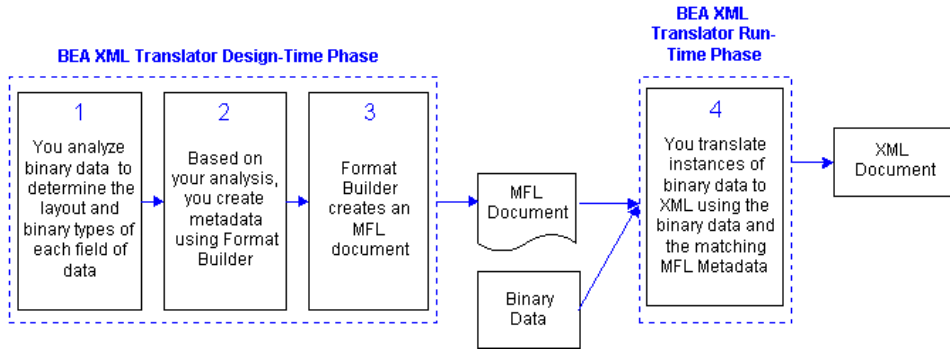 BEA XML Translator Design-Time Phase
1
You analyze
binary data to
determine the
layout and
binary types of
each field of
data
2
Based on
your analysis,
you create
metadata
using Format
Builder
3
Format
Builder
creates an
MFL
document
MFL
Document
Binary
Data
BEA XML
Translator Run-
Time Phase
4
You translate
instances of
binary data to
XML using the
binary data and
the matching
MFL Metadata
XML
Document